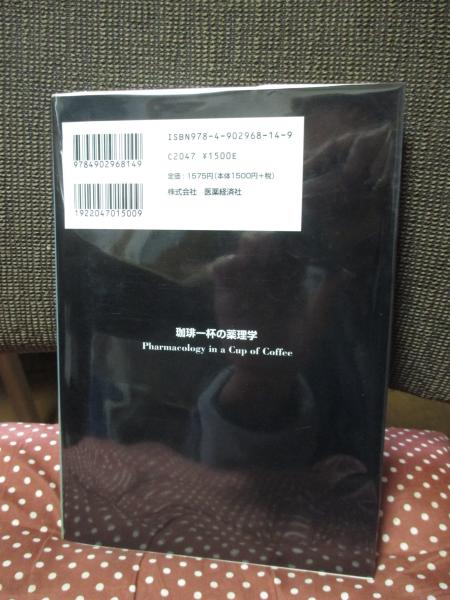 ISBN978-4-902968-14-9
9784902968149
C2047 ¥1500E
定価：1575円(本体1500円+税)
株式会社 医薬経済社
1922047015009
珈琲一杯の薬理学
Pharmacology in a Cup of Coffee